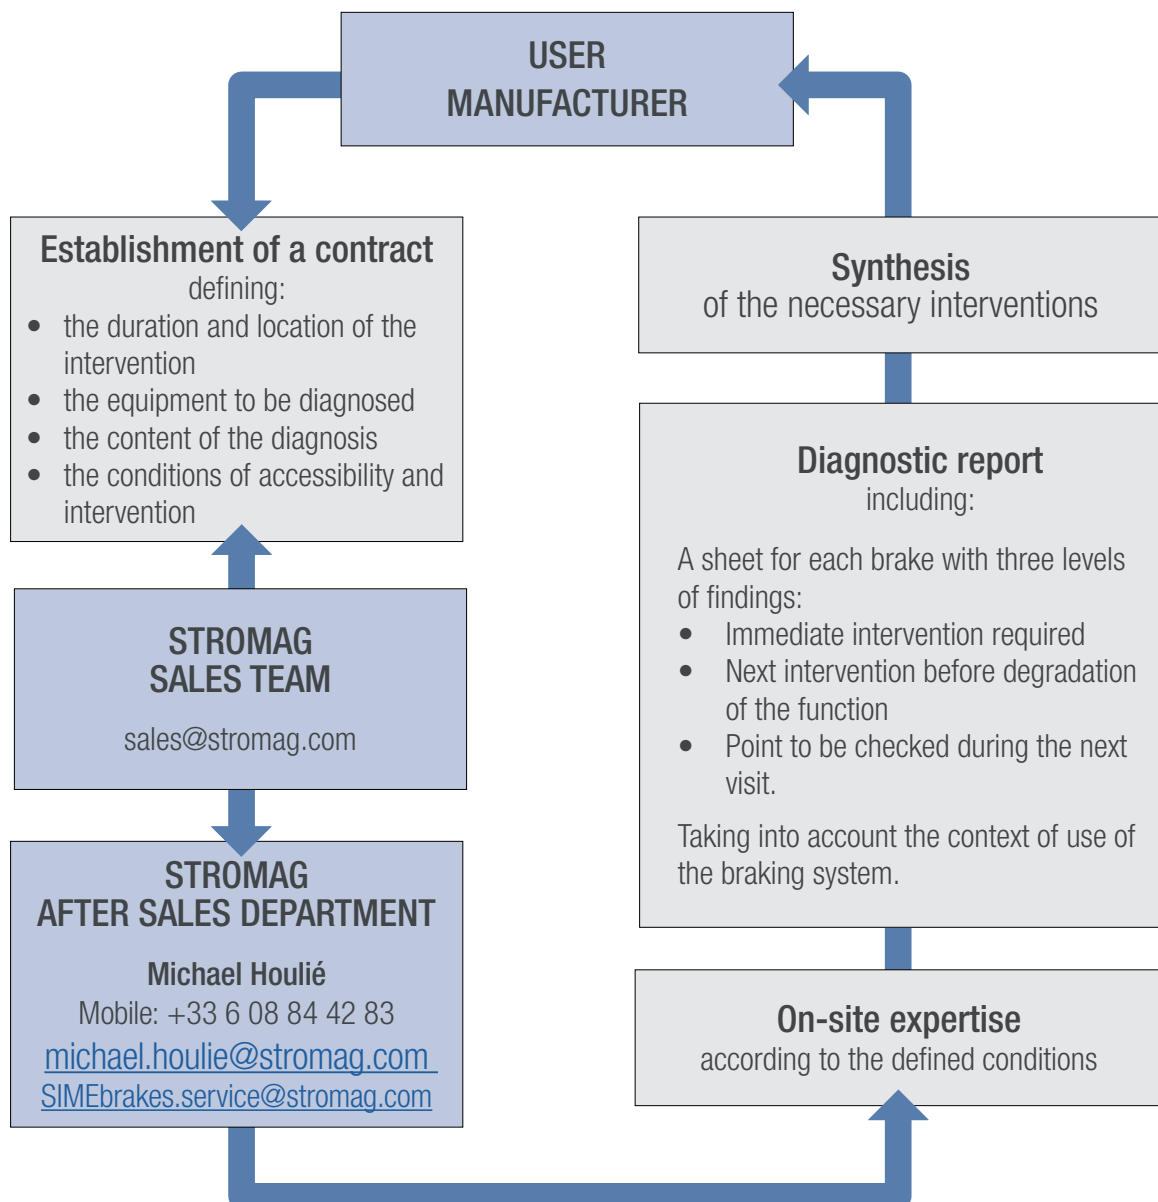 USER
MANUFACTURER
Establishment of a contract
defining:
• the duration and location of the
intervention
• the equipment to be diagnosed
• the content of the diagnosis
• the conditions of accessibility and
intervention
STROMAG
SALES TEAM
sales@stromag.com
STROMAG
AFTER SALES DEPARTMENT
Michael Houlié
Mobile: +33 6 08 84 42 83
michael.houlie@stromag.com
SIMEbrakes.service@stromag.com
Synthesis
of the necessary interventions
Diagnostic report
including:
A sheet for each brake with three levels
of findings:
• Immediate intervention required
• Next intervention before degradation
of the function
• Point to be checked during the next
visit.
Taking into account the context of use of
the braking system.
On-site expertise
according to the defined conditions